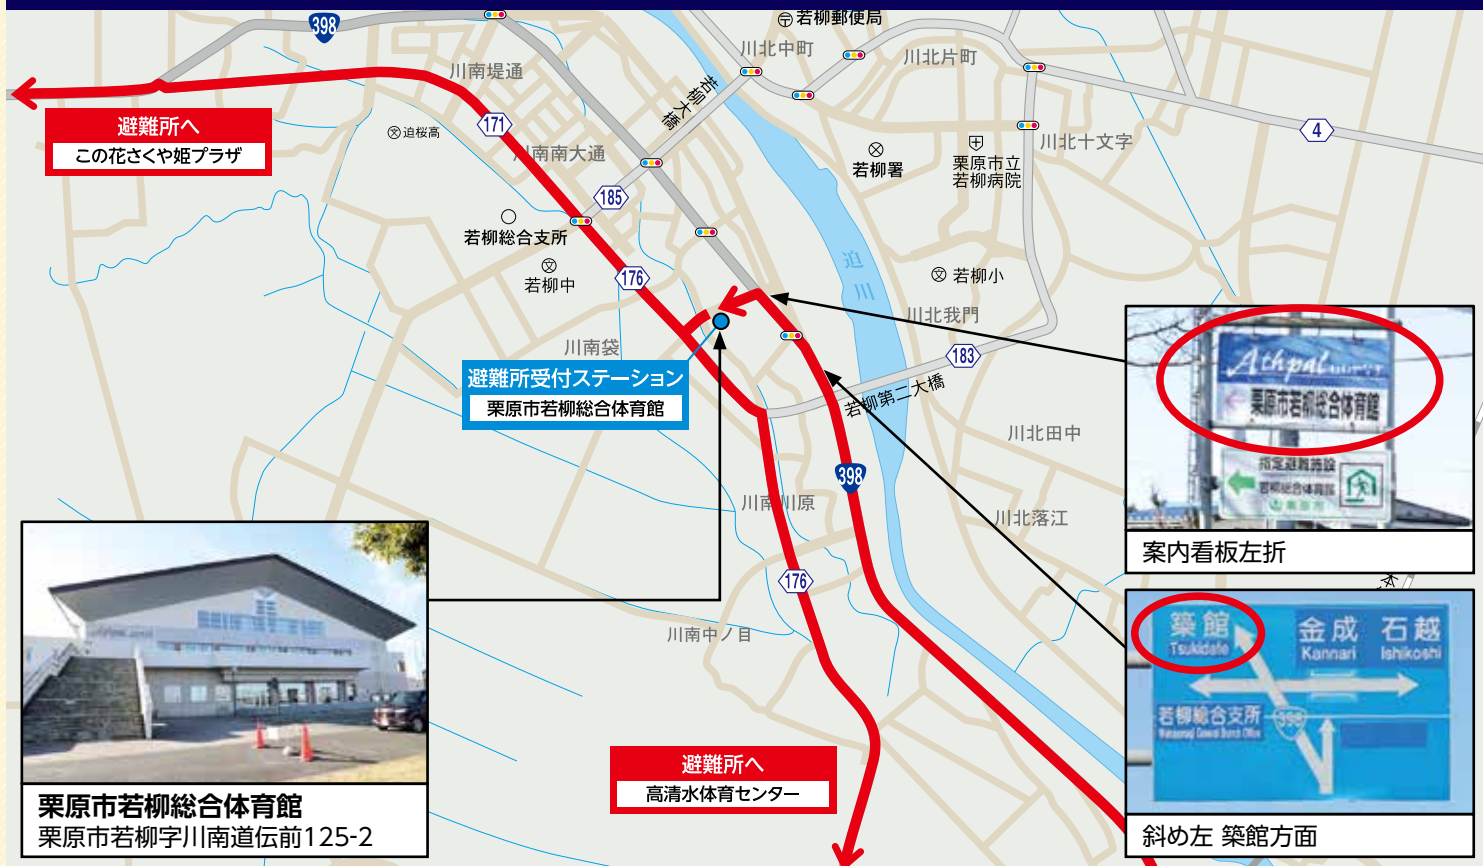 398
〒若柳郵便局
川北中町
川北片町
川南堤通
若柳大橋
4
避難所へ
この花さくや姫プラザ
171
迫桜高
川南南大通
川北十文字
若柳署
栗原市立
若柳病院
185
若柳総合支所
若柳中
176
迫川
若柳小
川北我門
川南袋
183
避難所受付ステーション
栗原市若柳総合体育館
若柳第二大橋
川北田中
Athpal
栗原市若柳総合体育館
指定避難施設
若柳総合体育館
栗原市
案内看板左折
398
川南川原
川北落江
本
176
川南中ノ目
築館
Tsukidate
金成
Kannari
石越
Ishikoshi
若柳総合支所
398
斜め左 築館方面
避難所へ
高清水体育センター
栗原市若柳総合体育館
栗原市若柳字川南道伝前125-2